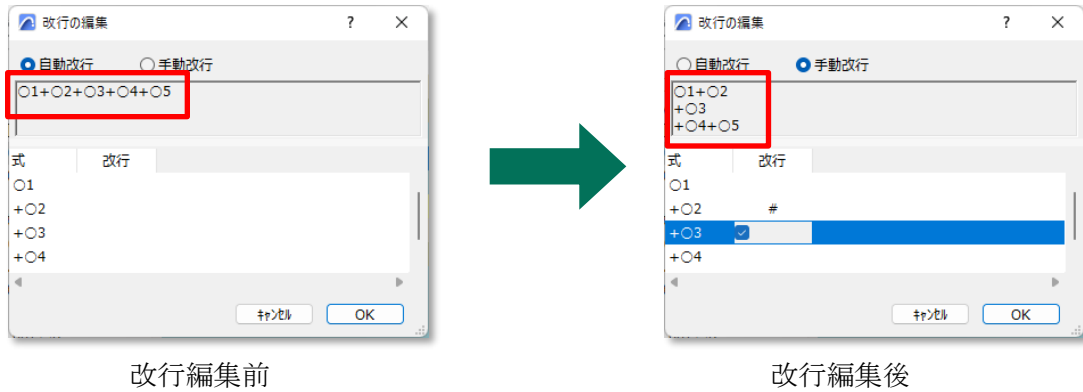 改行の編集 ? ×
自動改行 手動改行
○1+○2+○3+○4+○5
式 改行
○1
+○2
+○3
+○4
ｷｬﾝｾﾙ OK
改行編集前
改行の編集 ? ×
自動改行 手動改行
○1+○2
+○3
+○4+○5
式 改行
○1
+○2 #
+○3
+○4
ｷｬﾝｾﾙ OK
改行編集後